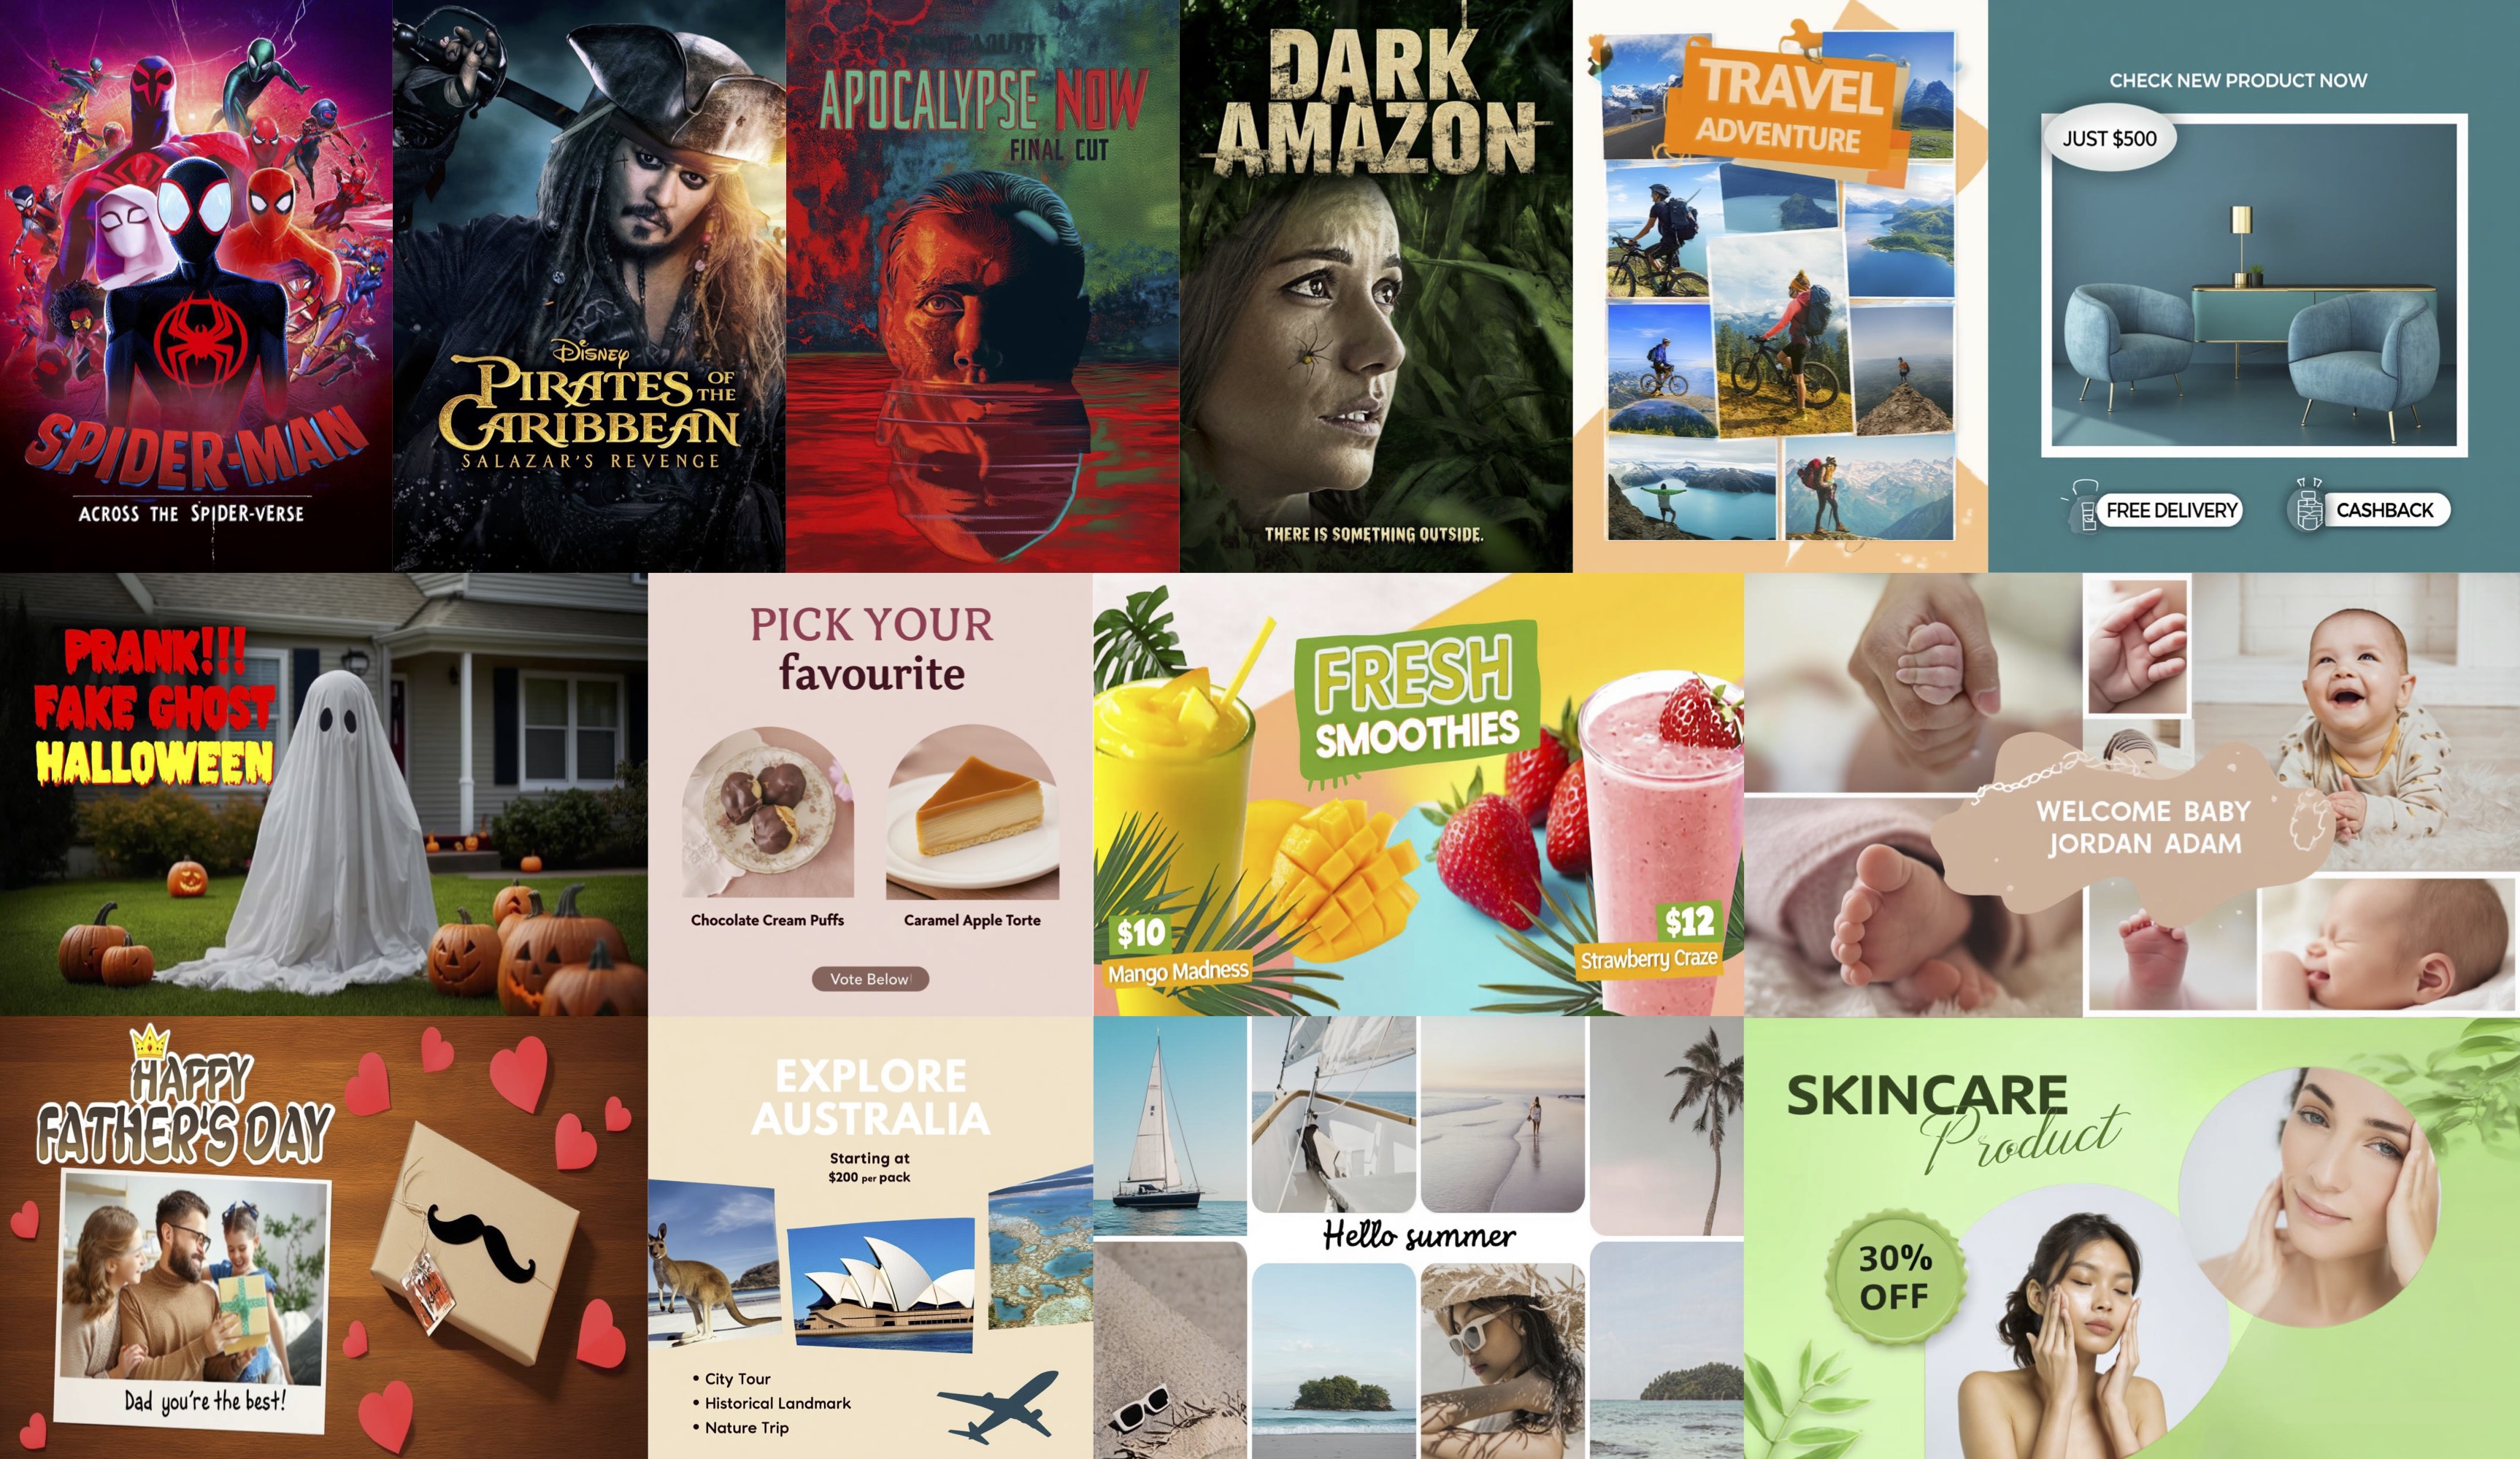 SPIDER-MAN
ACROSS THE SPIDER-VERSE
DISNEY
PIRATES OF THE
CARIBBEAN
SALAZAR'S REVENGE
APOCALYPSE NOW
FINAL CUT
DARK
AMAZON
THERE IS SOMETHING OUTSIDE.
TRAVEL
ADVENTURE
CHECK NEW PRODUCT NOW
JUST $500
FREE DELIVERY
CASHBACK
PRANK!!!
FAKE GHOST
HALLOWEEN
PICK YOUR
favourite
Chocolate Cream Puffs
Caramel Apple Torte
Vote Below
FRESH
SMOOTHIES
$10
Mango Madness
$12
Strawberry Craze
WELCOME BABY
JORDAN ADAM
HAPPY
FATHER'S DAY
Dad you're the best!
EXPLORE
AUSTRALIA
Starting at
$200 per pack
• City Tour
• Historical Landmark
• Nature Trip
Hello summer
SKINCARE
Product
30%
OFF